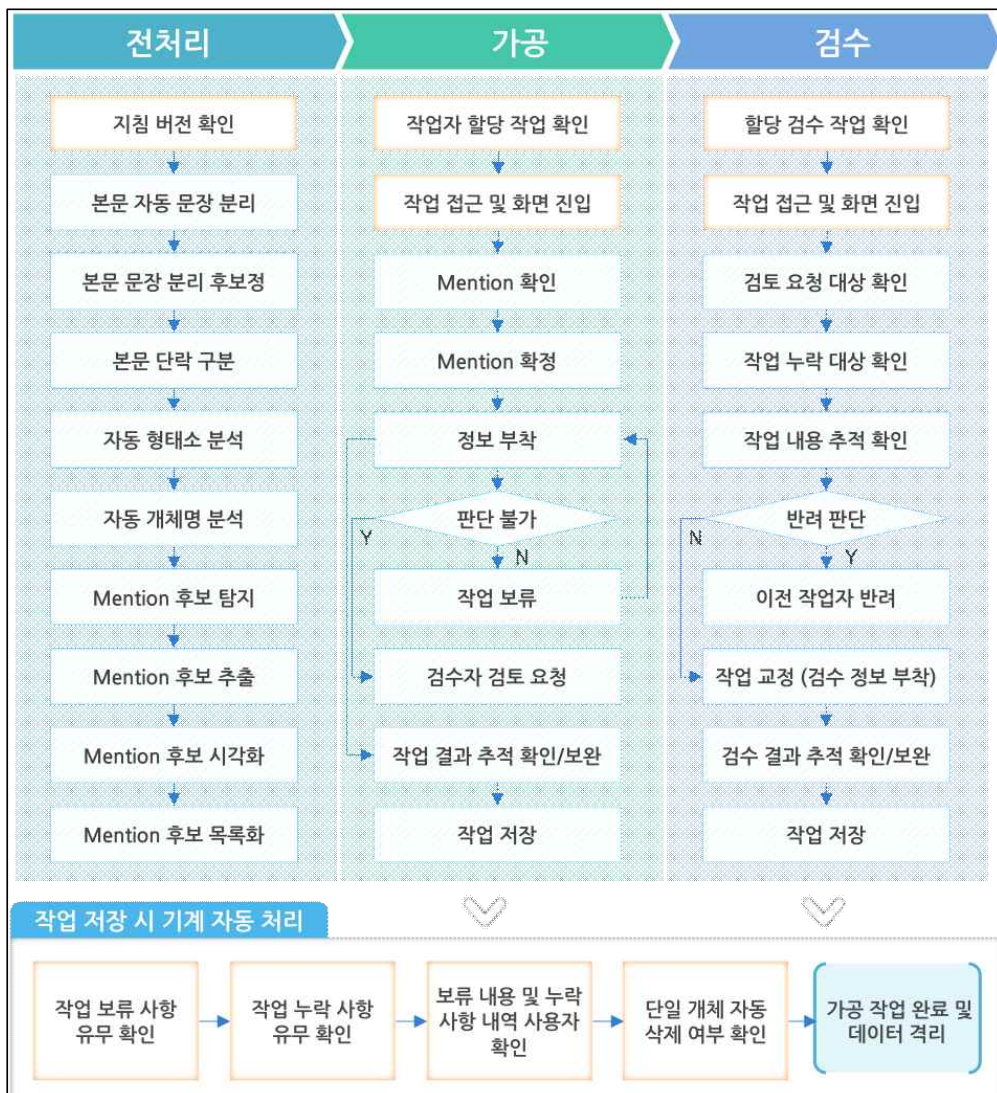 전처리
가공
검수
지침 버전 확인
본문 자동 문장 분리
본문 문장 분리 후보정
본문 단락 구분
자동 형태소 분석
자동 개체명 분석
Mention 후보 탐지
Mention 후보 추출
Mention 후보 시각화
Mention 후보 목록화
작업자 할당 작업 확인
작업 접근 및 화면 진입
Mention 확인
Mention 확정
정보 부착
판단 불가
Y
N
작업 보류
검수자 검토 요청
작업 결과 추적 확인/보완
작업 저장
할당 검수 작업 확인
작업 접근 및 화면 진입
검토 요청 대상 확인
작업 누락 대상 확인
작업 내용 추적 확인
반려 판단
N
Y
이전 작업자 반려
작업 교정 (검수 정보 부착)
검수 결과 추적 확인/보완
작업 저장
작업 저장 시 기계 자동 처리
작업 보류 사항
유무 확인
작업 누락 사항
유무 확인
보류 내용 및 누락
사항 내역 사용자
확인
단일 개체 자동
삭제 여부 확인
가공 작업 완료 및
데이터 격리